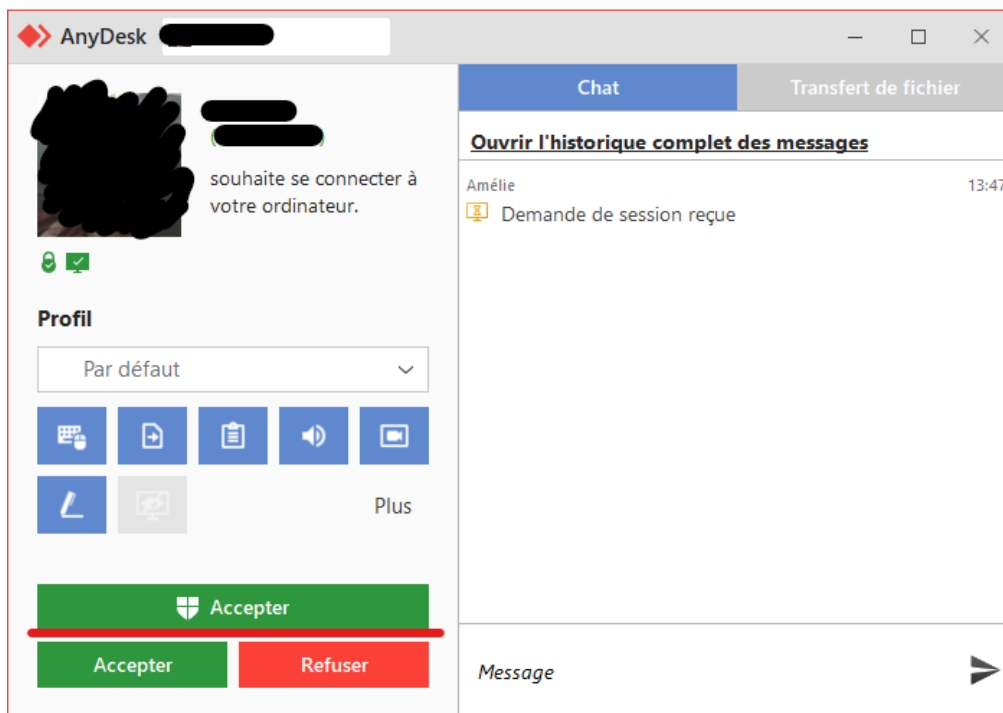 AnyDesk
souhaite se connecter à
votre ordinateur.
Profil
Par défaut
Plus
Accepter
Accepter
Refuser
Chat
Transfert de fichier
Ouvrir l'historique complet des messages
Amélie
13:47
Demande de session reçue
Message